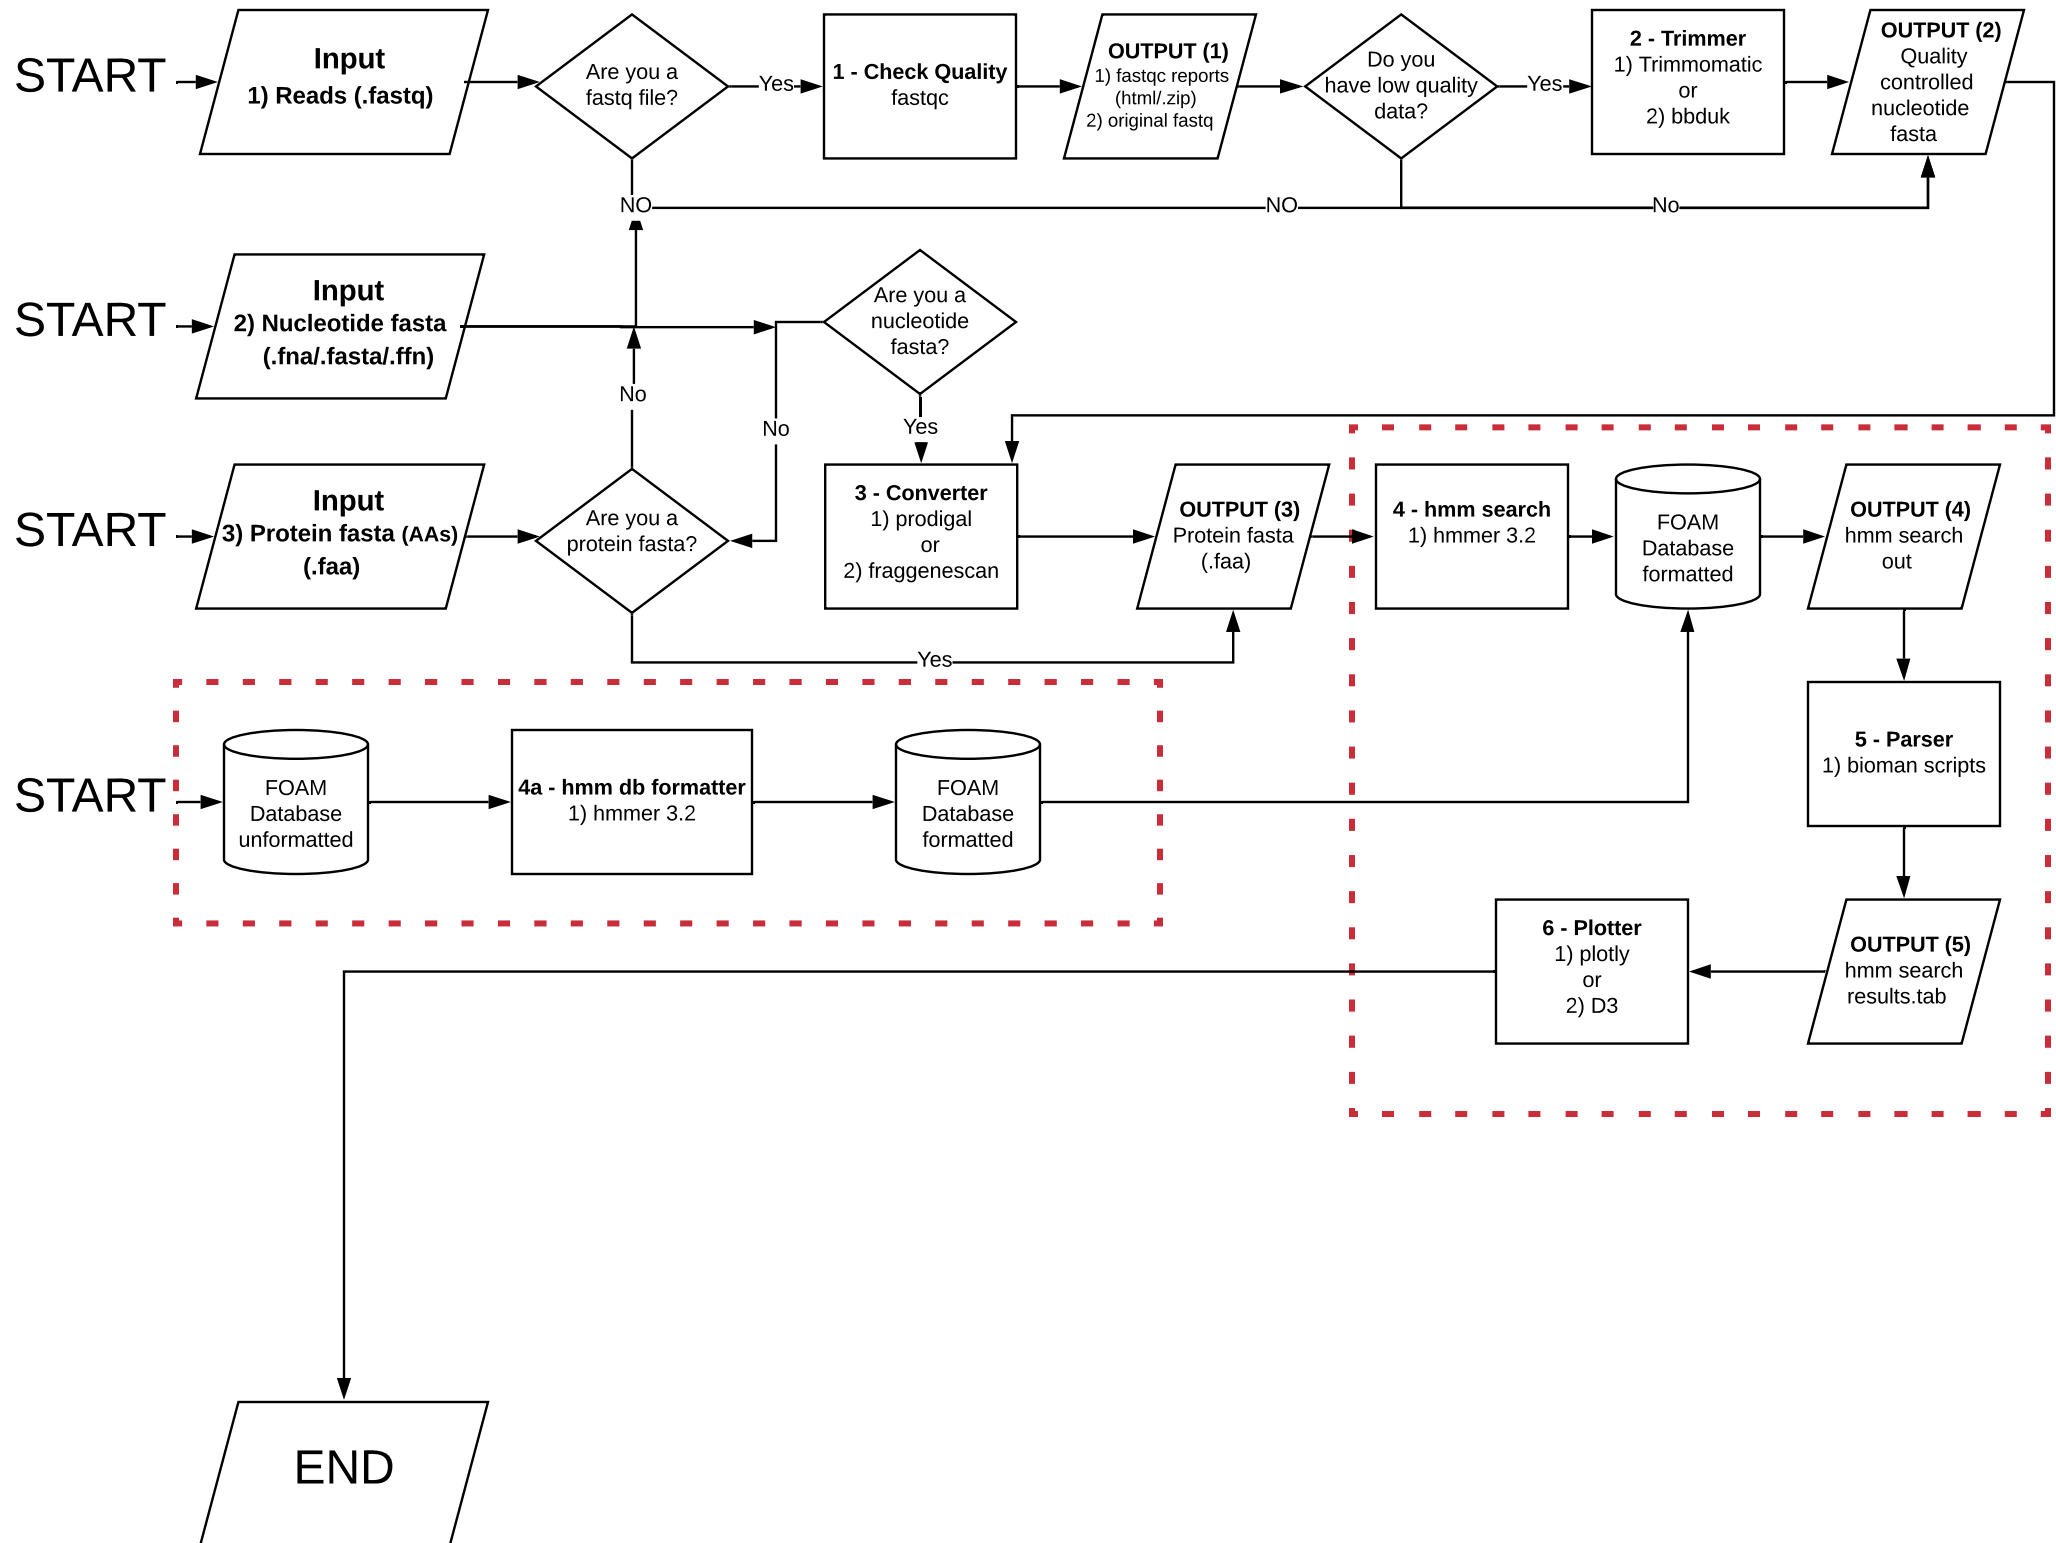 START
Input
1) Reads (.fastq)
Are you a
fastq file?
Yes
1 - Check Quality
fastqc
OUTPUT (1)
1) fastqc reports
(html/.zip)
2) original fastq
Do you
have low quality
data?
Yes
2 - Trimmer
1) Trimmomatic
or
2) bbduk
OUTPUT (2)
Quality
controlled
nucleotide
fasta
NO
NO
No
START
Input
2) Nucleotide fasta
(.fna/.fasta/.ffn)
Are you a
nucleotide
fasta?
No
No
Yes
START
Input
3) Protein fasta (AAs)
(.faa)
Are you a
protein fasta?
3 - Converter
1) prodigal
or
2) fraggenescan
OUTPUT (3)
Protein fasta
(.faa)
4 - hmm search
1) hmmer 3.2
FOAM
Database
formatted
OUTPUT (4)
hmm search
out
Yes
START
FOAM
Database
unformatted
4a - hmm db formatter
1) hmmer 3.2
FOAM
Database
formatted
5 - Parser
1) bioman scripts
6 - Plotter
1) plotly
or
2) D3
OUTPUT (5)
hmm search
results.tab
END